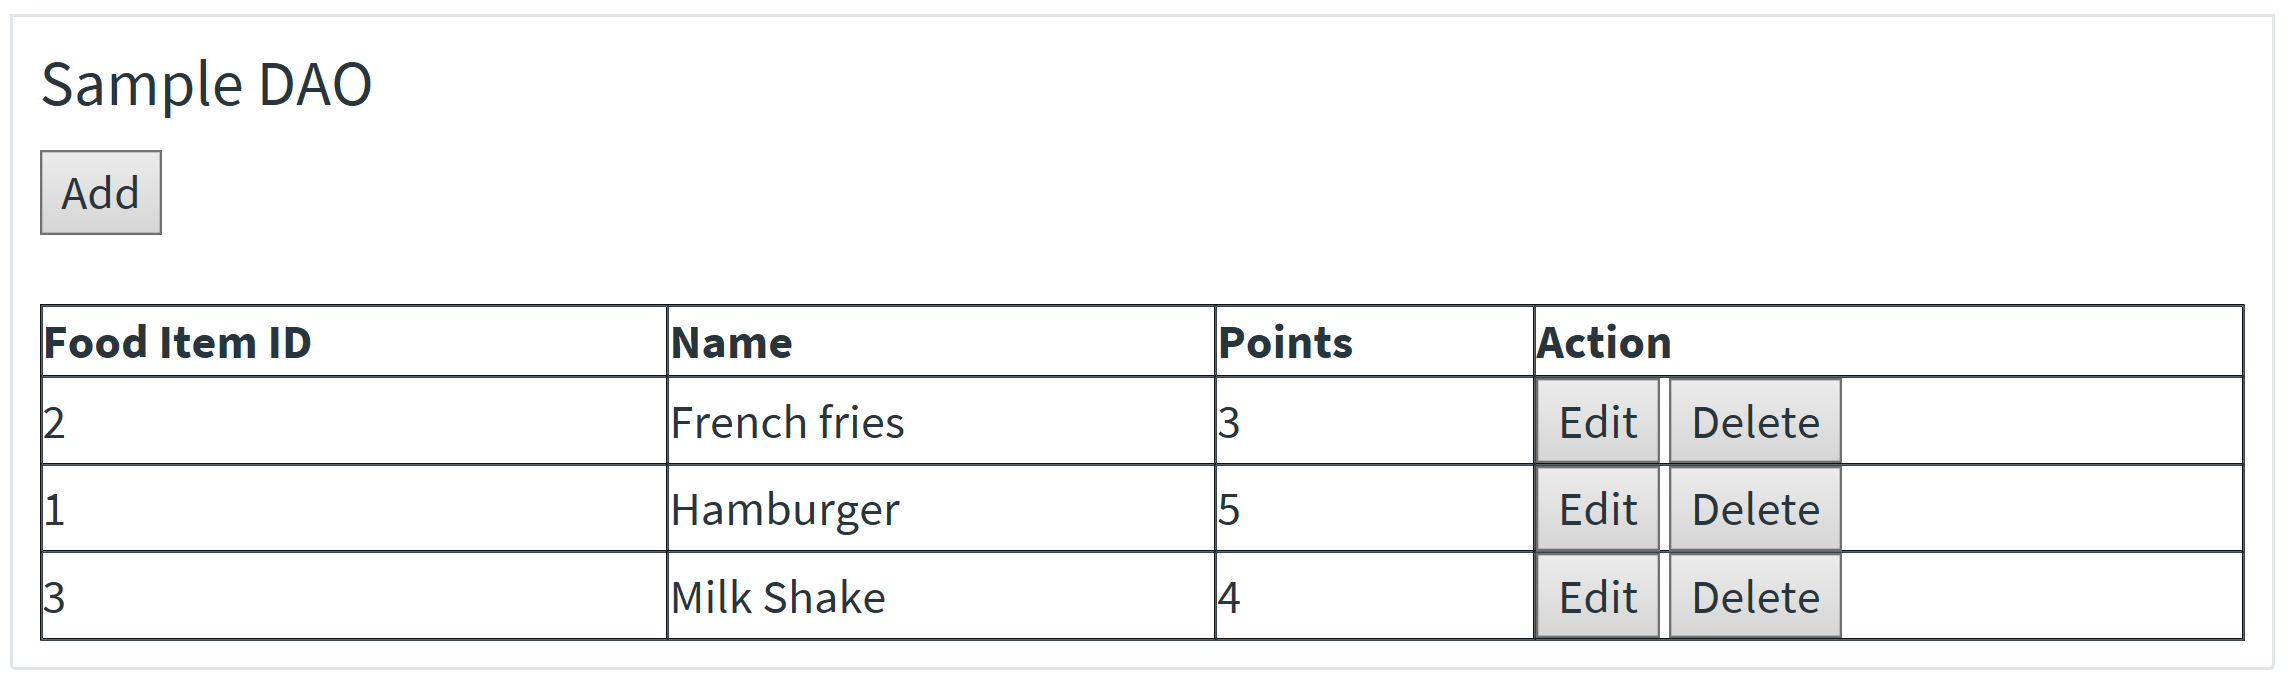 Sample DAO
Add
Food Item ID Name Points Action
2 French fries 3 Edit Delete
1 Hamburger 5 Edit Delete
3 Milk Shake 4 Edit Delete